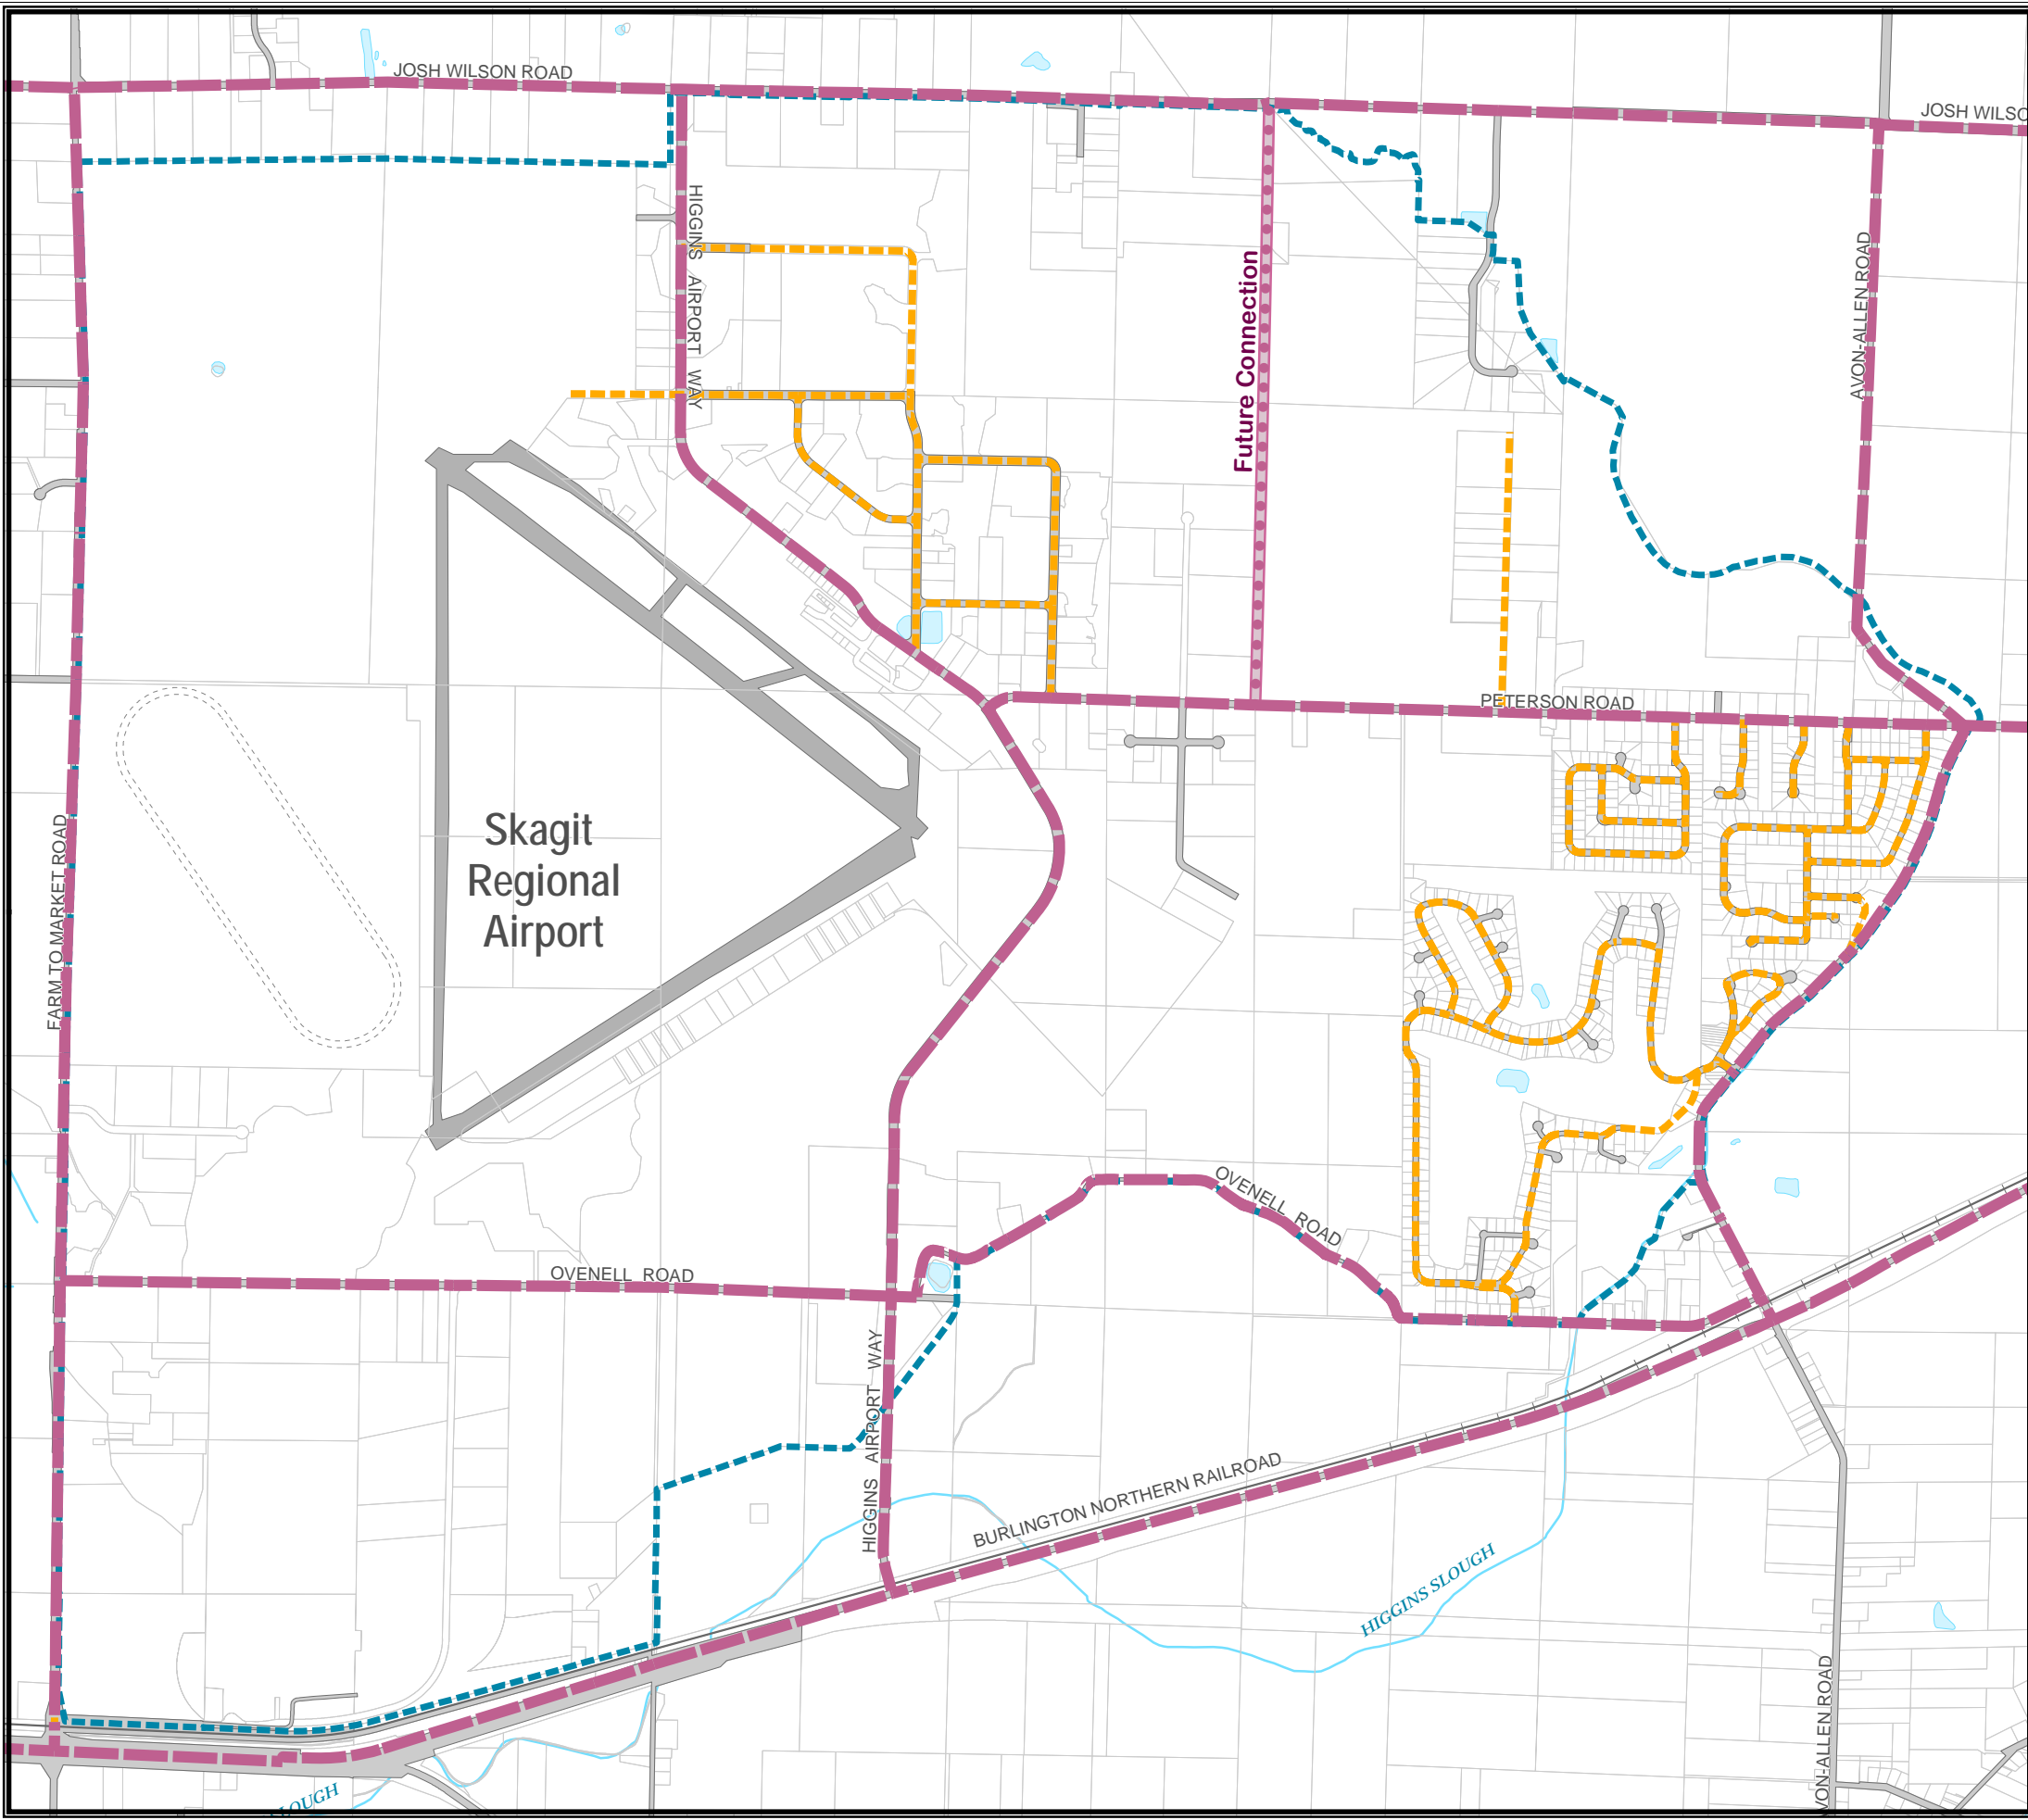 JOSH WILSON ROAD
JOSH WILSO
HIGGINS AIRPORT WAY
Future Connection
AVON-ALLEN ROAD
PETERSON ROAD
Skagit
Regional
Airport
FARM TO MARKET ROAD
OVENELL ROAD
OVENELL ROAD
HIGGINS AIRPORT WAY
BURLINGTON NORTHERN RAILROAD
HIGGINS SLOUGH
VON-ALLEN ROAD
LOUGH